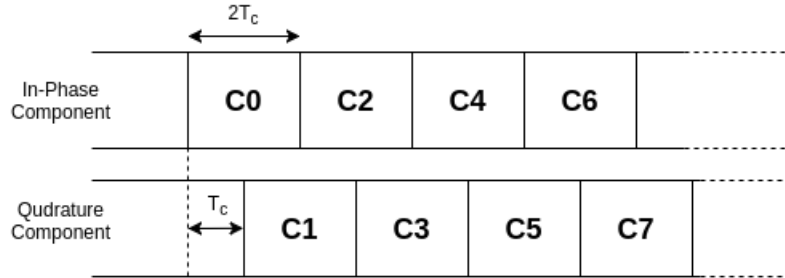 2Tc
In-Phase
Component
C0 C2 C4 C6
Tc
Qudrature
Component
C1 C3 C5 C7